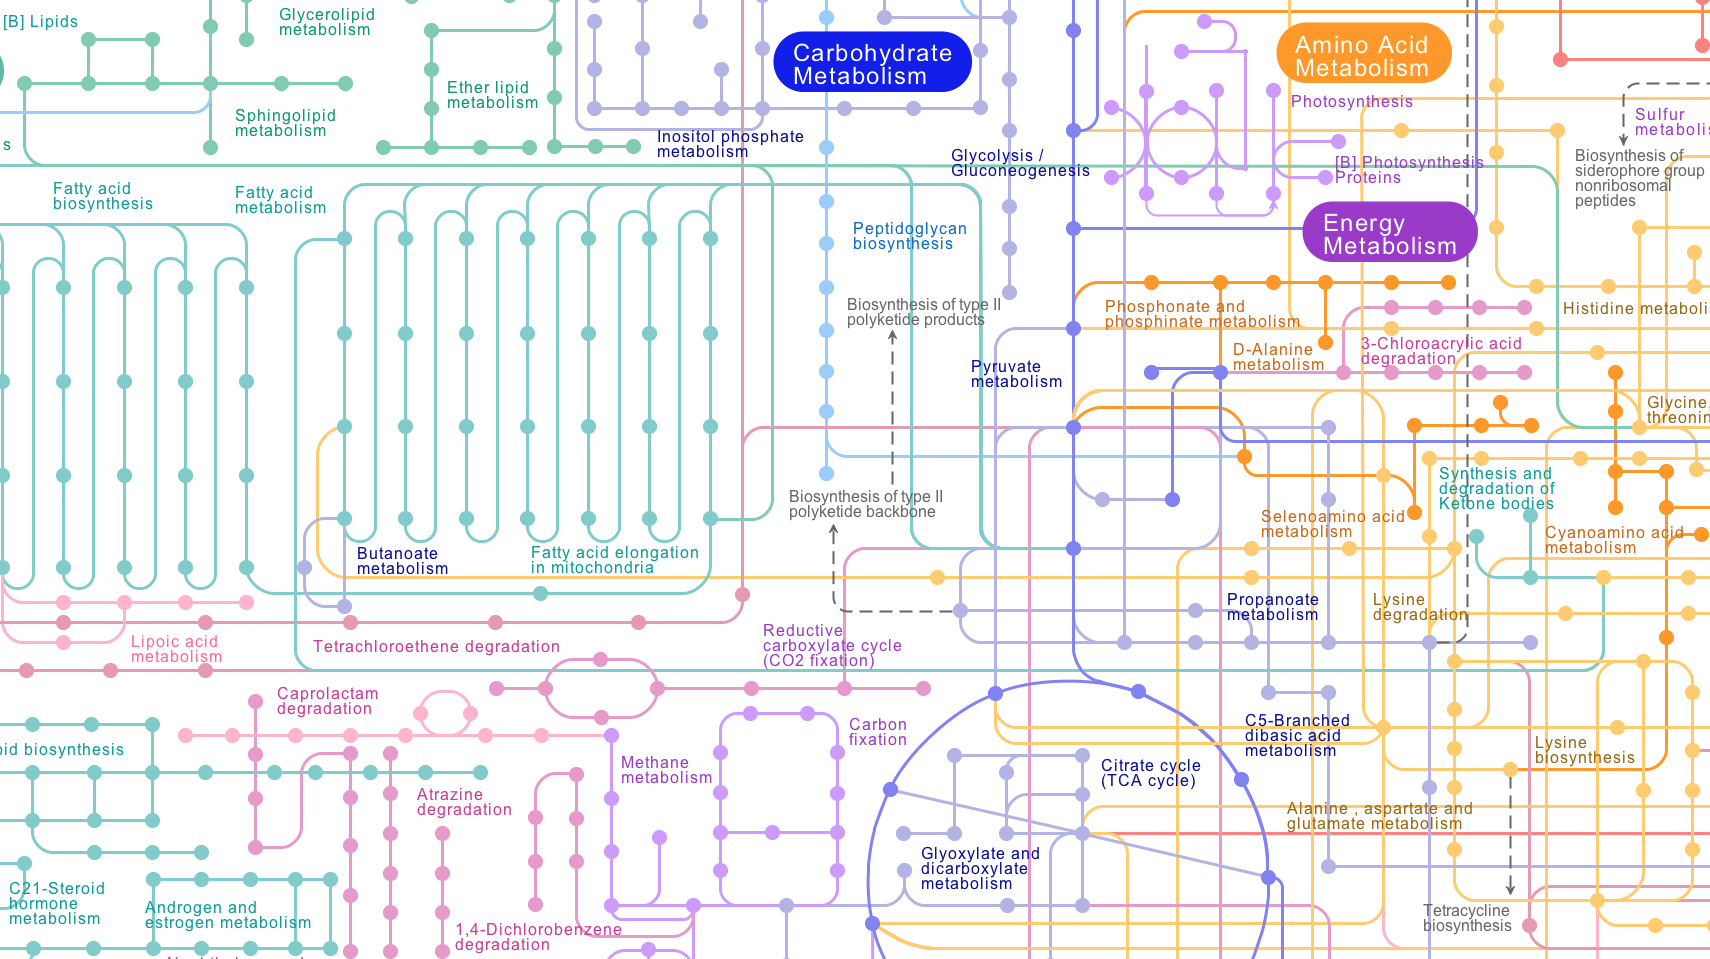 [B] Lipids
Glycerolipid
metabolism
Carbohydrate
Metabolism
Amino Acid
Metabolism
Ether lipid
metabolism
Sphingolipid
metabolism
s
Inositol phosphate
metabolism
Glycolysis /
Gluconeogenesis
Photosynthesis
[B] Photosynthesis
Proteins
Sulfur
metabolis
Biosynthesis of
siderophore group
nonribosomal
peptides
Fatty acid
biosynthesis
Fatty acid
metabolism
Peptidoglycan
biosynthesis
Energy
Metabolism
Biosynthesis of type II
polyketide products
Phosphonate and
phosphinate metabolism
Histidine metaboli
D-Alanine
metabolism
3-Chloroacrylic acid
degradation
Pyruvate
metabolism
Glycine,
threonin
Biosynthesis of type II
polyketide backbone
Synthesis and
degradation of
Ketone bodies
Selenoamino acid
metabolism
Cyanoamino acid
metabolism
Butanoate
metabolism
Fatty acid elongation
in mitochondria
Propanoate
metabolism
Lysine
degradation
Lipoic acid
metabolism
Tetrachloroethene degradation
Reductive
carboxylate cycle
(CO2 fixation)
Caprolactam
degradation
Carbon
fixation
C5-Branched
dibasic acid
metabolism
oid biosynthesis
Methane
metabolism
Citrate cycle
(TCA cycle)
Lysine
biosynthesis
Atrazine
degradation
Alanine , aspartate and
glutamate metabolism
Glyoxylate and
dicarboxylate
metabolism
C21-Steroid
hormone
metabolism
Androgen and
estrogen metabolism
1,4-Dichlorobenzene
degradation
Tetracycline
biosynthesis